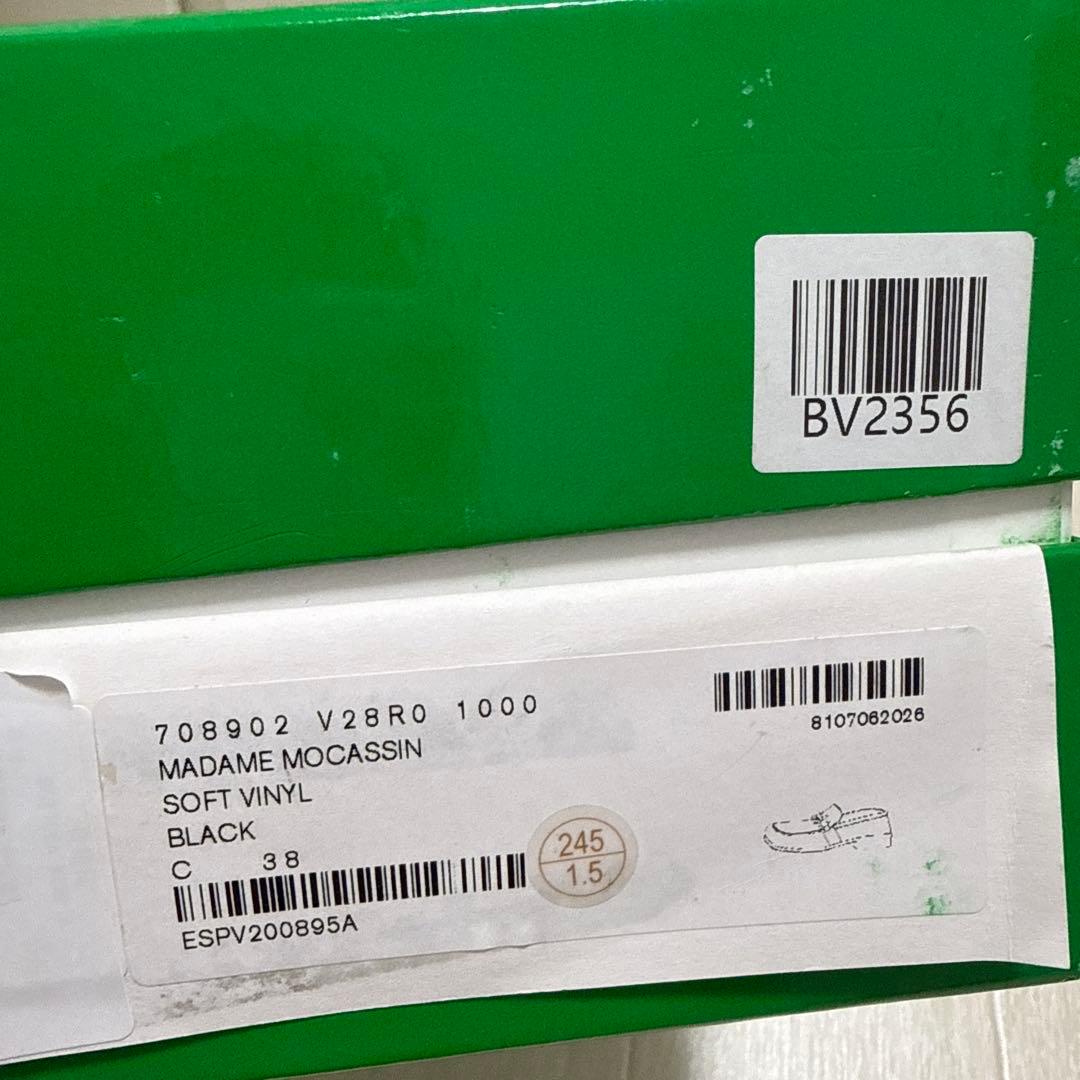 BV2356
708902 V28R0 1000
MADAME MOCASSIN
SOFT VINYL
BLACK
C 38
ESPV200895A
8107062026
245
1.5